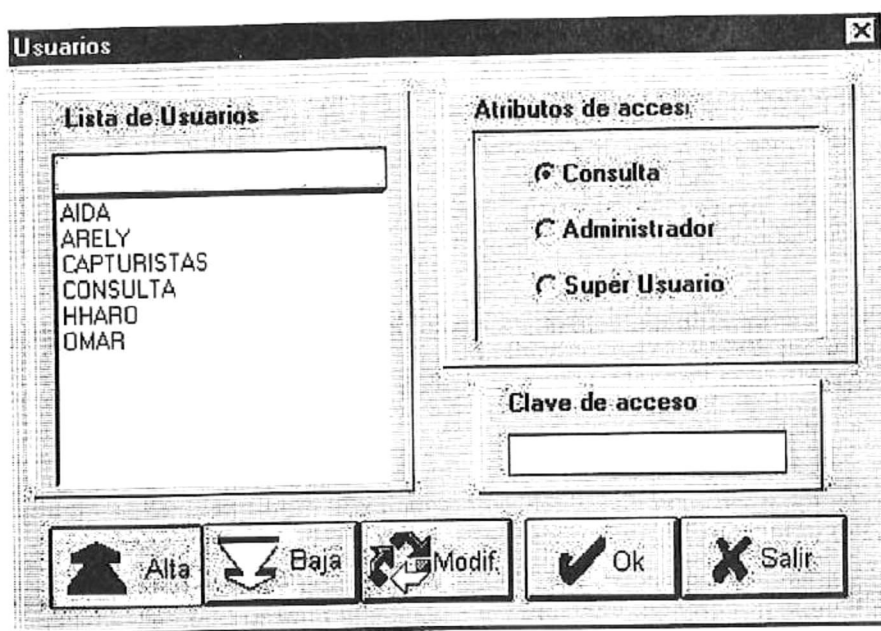 Usuarios
Lista de Usuarios
AIDA
ARELY
CAPTURISTAS
CONSULTA
HHARO
OMAR
Atributos de acces
Consulta
Administrador
Super Usuario
Clave de acceso
Alta
Baja
Modif.
Ok
Salir